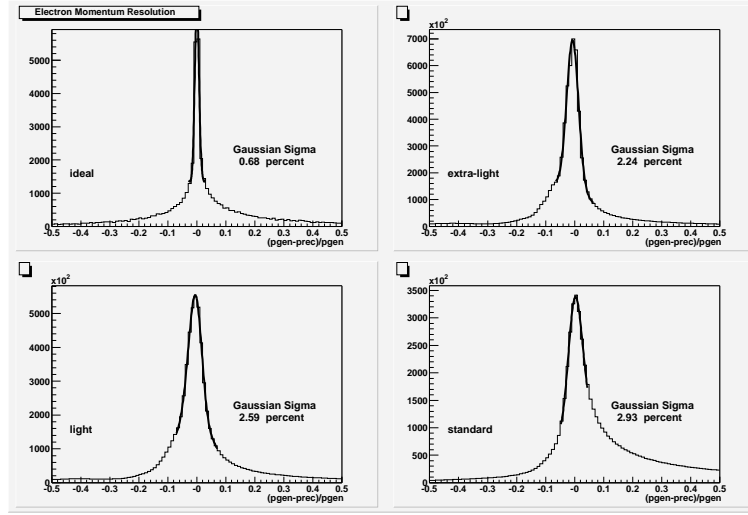 Electron Momentum Resolution
5000
4000
3000
2000
1000
0
Gaussian Sigma
0.68 percent
ideal
-0.5 -0.4 -0.3 -0.2 -0.1 -0 0.1 0.2 0.3 0.4 0.5
(pgen-prec)/pgen
x10²
7000
6000
5000
4000
3000
2000
1000
0
Gaussian Sigma
2.24 percent
extra-light
-0.5 -0.4 -0.3 -0.2 -0.1 -0 0.1 0.2 0.3 0.4 0.5
(pgen-prec)/pgen
x10²
5000
4000
3000
2000
1000
0
Gaussian Sigma
2.59 percent
light
-0.5 -0.4 -0.3 -0.2 -0.1 -0 0.1 0.2 0.3 0.4 0.5
(pgen-prec)/pgen
x10²
3500
3000
2500
2000
1500
1000
500
0
Gaussian Sigma
2.93 percent
standard
-0.5 -0.4 -0.3 -0.2 -0.1 -0 0.1 0.2 0.3 0.4 0.5
(pgen-prec)/pgen